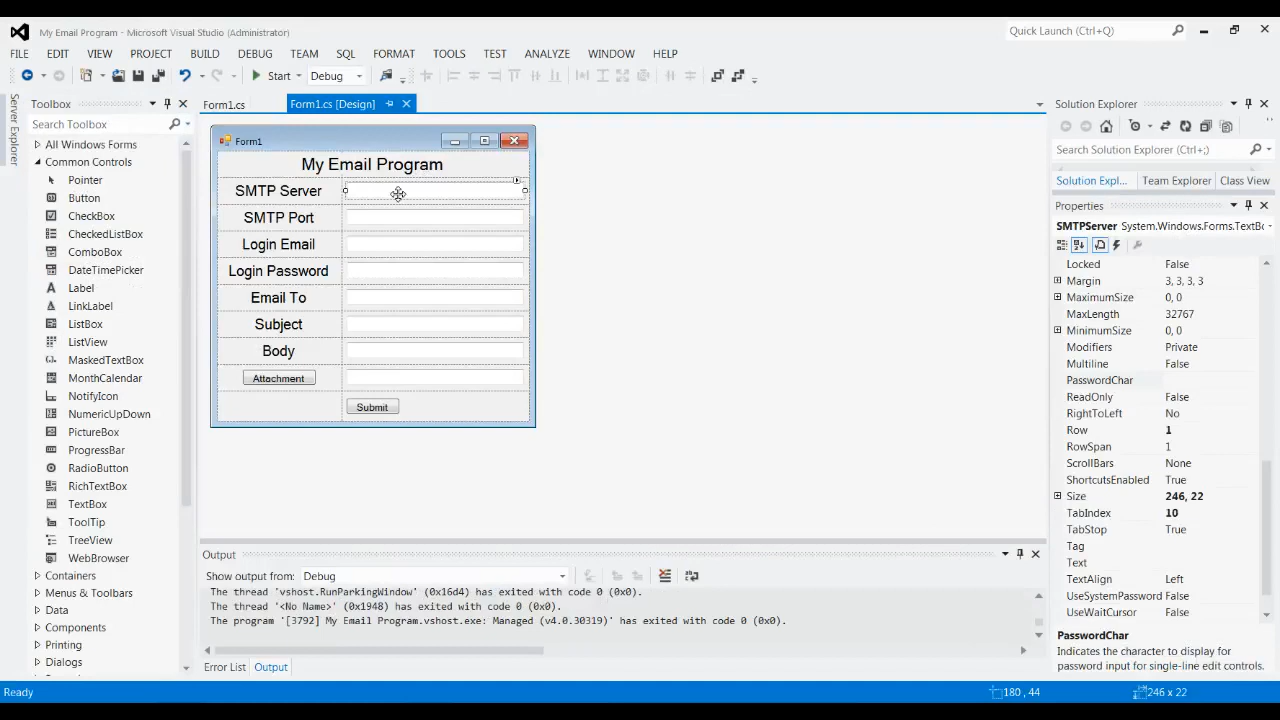 My Email Program - Microsoft Visual Studio (Administrator)
Quick Launch (Ctrl+Q)
FILE EDIT VIEW PROJECT BUILD DEBUG TEAM SQL FORMAT TOOLS TEST ANALYZE WINDOW HELP
Start Debug
Server Explorer
Toolbox
Search Toolbox
All Windows Forms
Common Controls
Pointer
Button
CheckBox
CheckedListBox
ComboBox
DateTimePicker
Label
LinkLabel
ListBox
ListView
MaskedTextBox
MonthCalendar
NotifyIcon
NumericUpDown
PictureBox
ProgressBar
RadioButton
RichTextBox
TextBox
ToolTip
TreeView
WebBrowser
Containers
Menus & Toolbars
Data
Components
Printing
Dialogs
Form1.cs
Form1.cs [Design]
Form1
My Email Program
SMTP Server
SMTP Port
Login Email
Login Password
Email To
Subject
Body
Attachment
Submit
Output
Show output from: Debug
The thread 'vshost.RunParkingWindow' (0x16d4) has exited with code 0 (0x0).
The thread '<No Name>' (0x1948) has exited with code 0 (0x0).
The program '[3792] My Email Program.vshost.exe: Managed (v4.0.30319)' has exited with code 0 (0x0).
Error List Output
Solution Explorer
Search Solution Explorer (Ctrl+;)
Solution Expl... Team Explorer Class View
Properties
SMTPServer System.Windows.Forms.TextBo
Locked False
Margin 3, 3, 3, 3
MaximumSize 0, 0
MaxLength 32767
MinimumSize 0, 0
Modifiers Private
Multiline False
PasswordChar
ReadOnly False
RightToLeft No
Row 1
RowSpan 1
ScrollBars None
ShortcutsEnabled True
Size 246, 22
TabIndex 10
TabStop True
Tag
Text
TextAlign Left
UseSystemPassword False
UseWaitCursor False
PasswordChar
Indicates the character to display for
password input for single-line edit controls.
Ready
180 , 44
246 x 22